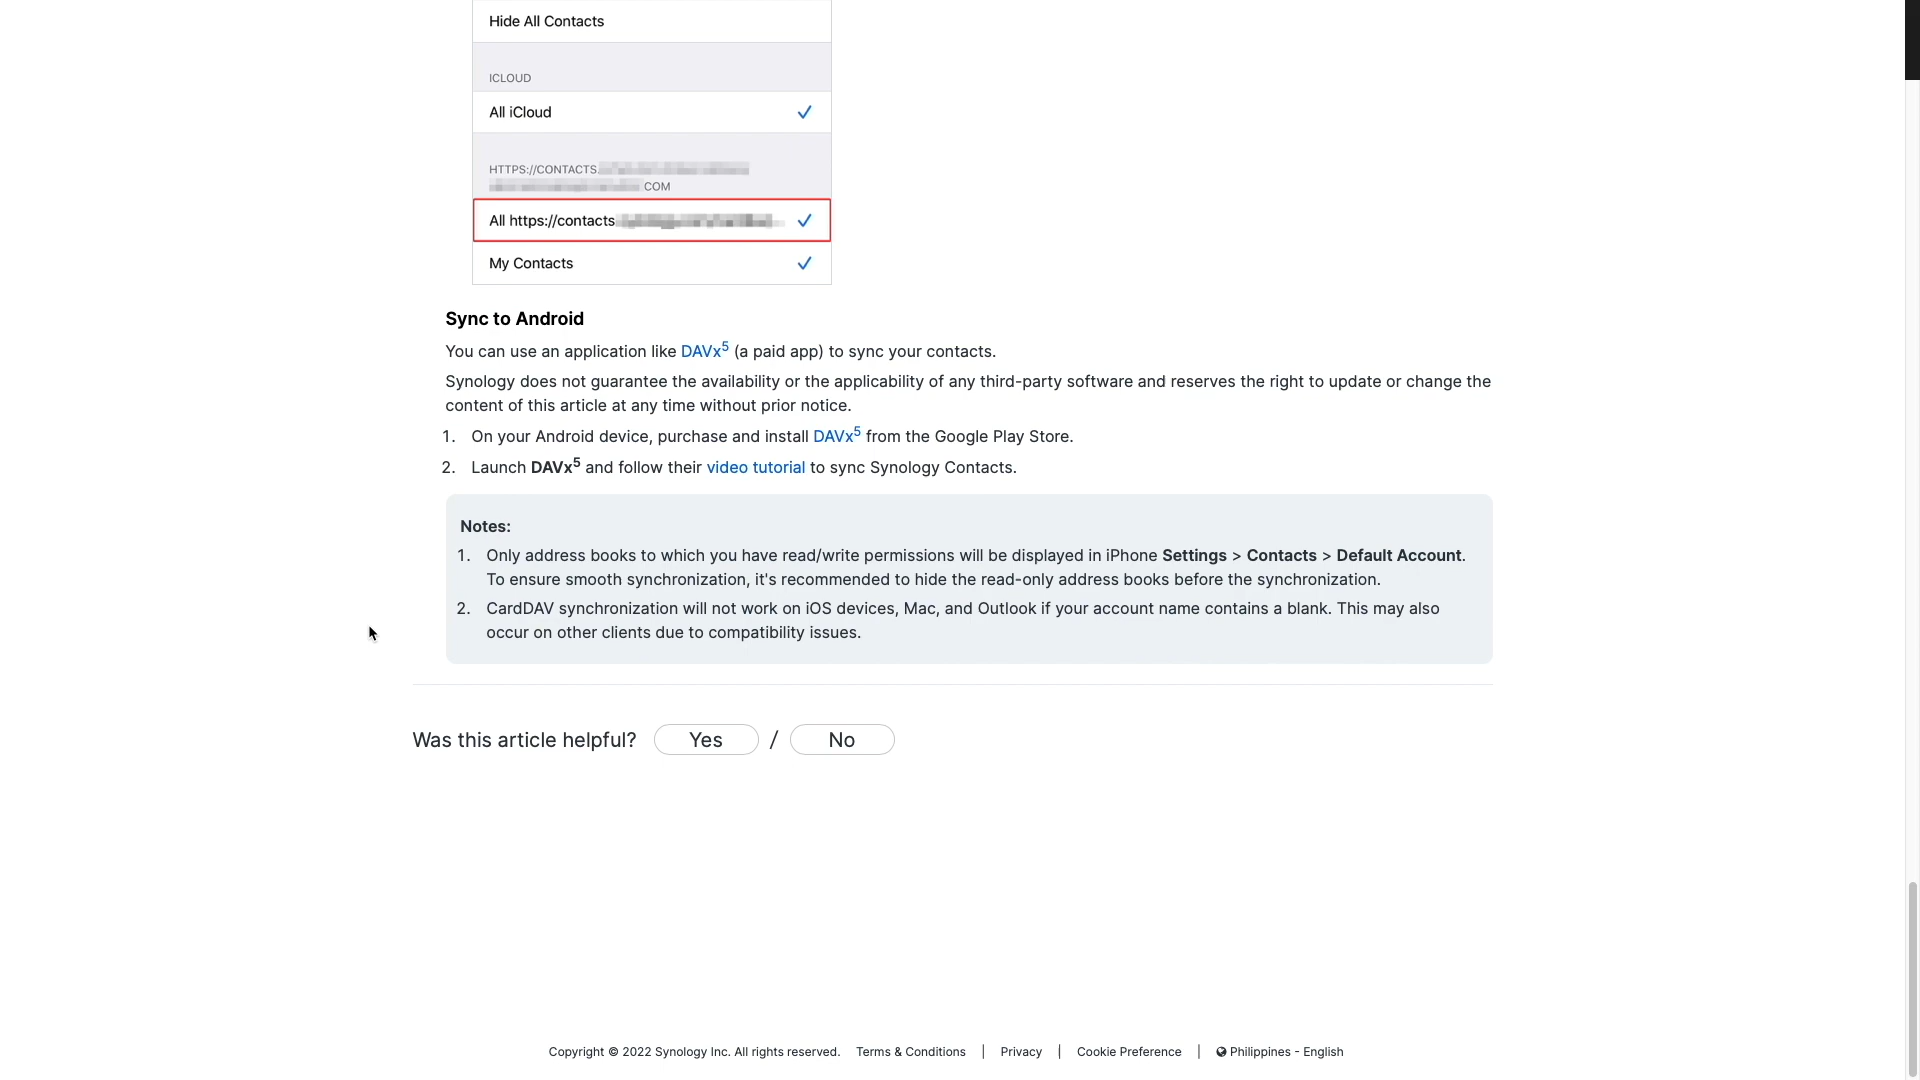 Hide All Contacts
ICLOUD
All iCloud
HTTPS://CONTACTS.
COM
All https://contacts
My Contacts
Sync to Android
You can use an application like DAVx⁵ (a paid app) to sync your contacts.
Synology does not guarantee the availability or the applicability of any third-party software and reserves the right to update or change the
content of this article at any time without prior notice.
1. On your Android device, purchase and install DAVx⁵ from the Google Play Store.
2. Launch DAVx⁵ and follow their video tutorial to sync Synology Contacts.
Notes:
1. Only address books to which you have read/write permissions will be displayed in iPhone Settings > Contacts > Default Account.
To ensure smooth synchronization, it's recommended to hide the read-only address books before the synchronization.
2. CardDAV synchronization will not work on iOS devices, Mac, and Outlook if your account name contains a blank. This may also
occur on other clients due to compatibility issues.
Was this article helpful? Yes / No
Copyright © 2022 Synology Inc. All rights reserved. Terms & Conditions | Privacy | Cookie Preference | Philippines - English